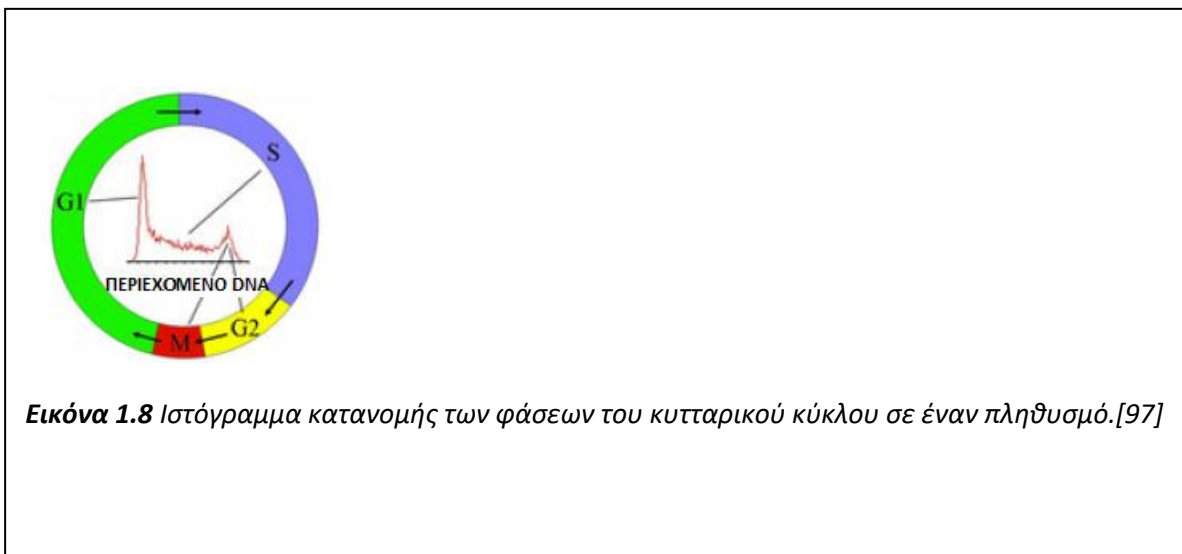 S
G1
ΠΕΡΙΕΧΟΜΕΝΟ DNA
G2
M
Εικόνα 1.8 Ιστόγραμμα κατανομής των φάσεων του κυτταρικού κύκλου σε έναν πληθυσμό.[97]